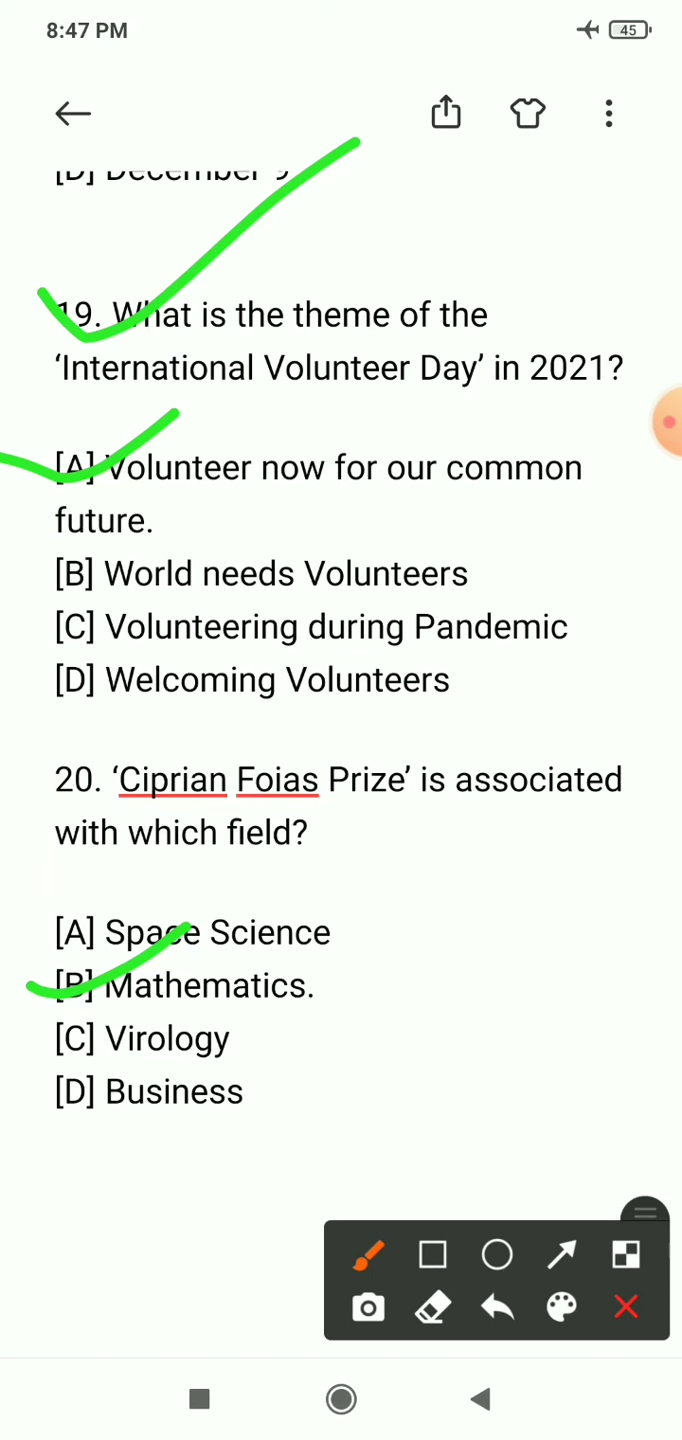 8:47 PM
45
[D] December 9
19. What is the theme of the
‘International Volunteer Day’ in 2021?
[A] Volunteer now for our common
future.
[B] World needs Volunteers
[C] Volunteering during Pandemic
[D] Welcoming Volunteers
20. ‘Ciprian Foias Prize’ is associated
with which field?
[A] Space Science
[B] Mathematics.
[C] Virology
[D] Business